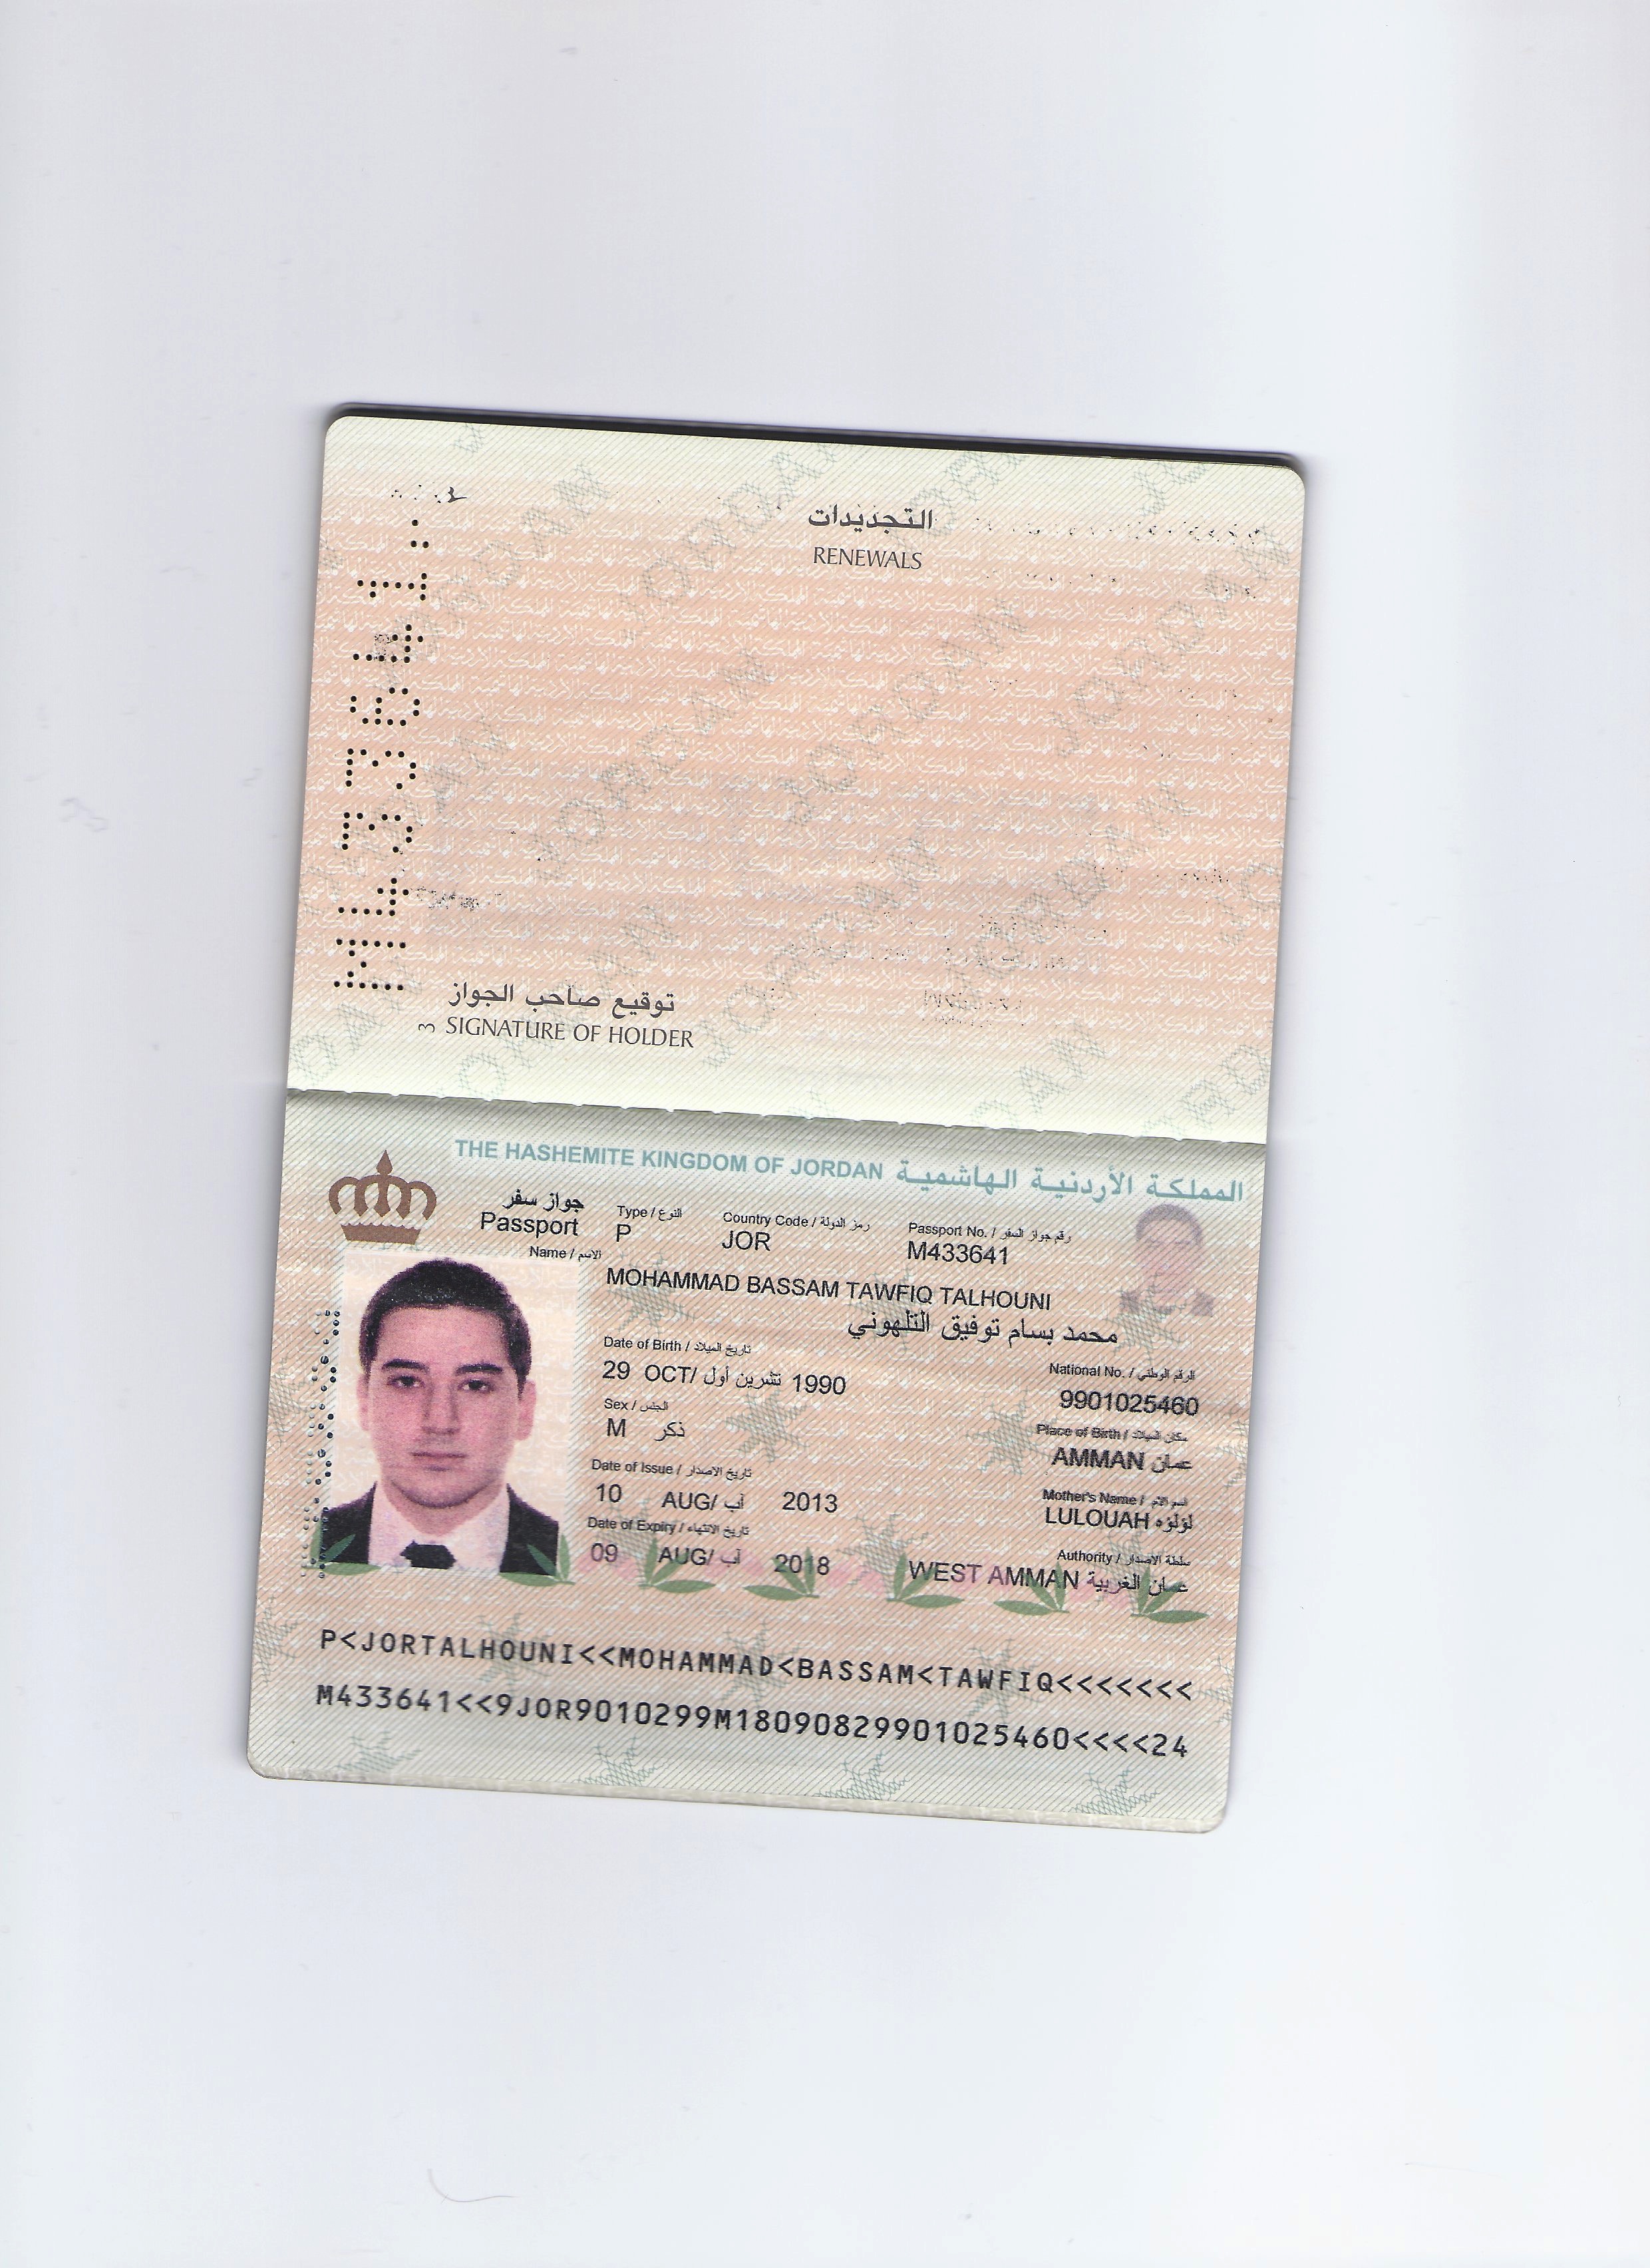 التجديدات
RENEWALS
M433641
توقيع صاحب الجواز
SIGNATURE OF HOLDER
3
THE HASHEMITE KINGDOM OF JORDAN المملكة الأردنية الهاشمية
جواز سفر
Passport
Type / النوع
P
Country Code / رمز الدولة
JOR
Passport No. / رقم جواز السفر
M433641
Name / الاسم
MOHAMMAD BASSAM TAWFIQ TALHOUNI
محمد بسام توفيق التلهوني
Date of Birth / تاريخ الميلاد
29 OCT/ تشرين أول 1990
National No. / الرقم الوطني
9901025460
Sex / الجنس
M ذكر
Place of Birth / مكان الميلاد
AMMAN عمان
Date of Issue / تاريخ الاصدار
10 AUG/ آب 2013
Mother's Name / اسم الام
LULOUAH لؤلؤه
Date of Expiry / تاريخ الانتهاء
09 AUG/ آب 2018
Authority / سلطة الاصدار
WEST AMMAN عمان الغربية
P<JORTALHOUNI<<MOHAMMAD<BASSAM<TAWFIQ<<<<<<<
M433641<<9JOR9010299M18090829901025460<<<<24